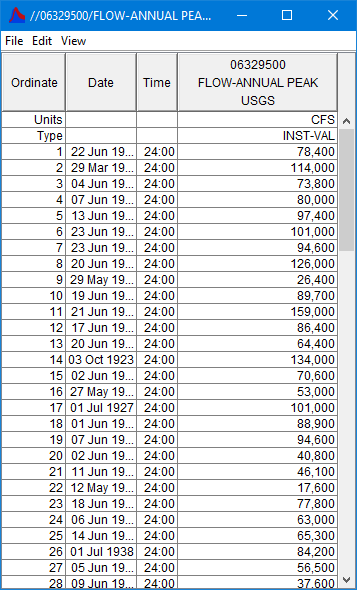 //06329500/FLOW-ANNUAL PEA...
File Edit View
Ordinate Date Time 06329500
FLOW-ANNUAL PEAK
USGS
Units CFS
Type INST-VAL
1 22 Jun 19... 24:00 78,400
2 29 Mar 19... 24:00 114,000
3 04 Jun 19... 24:00 73,800
4 07 Jun 19... 24:00 80,000
5 13 Jun 19... 24:00 97,400
6 23 Jun 19... 24:00 101,000
7 23 Jun 19... 24:00 94,600
8 20 Jun 19... 24:00 126,000
9 29 May 19... 24:00 26,400
10 19 Jun 19... 24:00 89,700
11 21 Jun 19... 24:00 159,000
12 17 Jun 19... 24:00 86,400
13 20 Jun 19... 24:00 64,400
14 03 Oct 1923 24:00 134,000
15 02 Jun 19... 24:00 70,600
16 27 May 19... 24:00 53,000
17 01 Jul 1927 24:00 101,000
18 01 Jun 19... 24:00 88,900
19 07 Jun 19... 24:00 94,600
20 02 Jun 19... 24:00 40,800
21 11 Jun 19... 24:00 46,100
22 12 May 19... 24:00 17,600
23 18 Jun 19... 24:00 77,800
24 06 Jun 19... 24:00 63,000
25 14 Jun 19... 24:00 65,300
26 01 Jul 1938 24:00 84,200
27 05 Jun 19... 24:00 56,500
28 09 Jun 19... 24:00 37,600